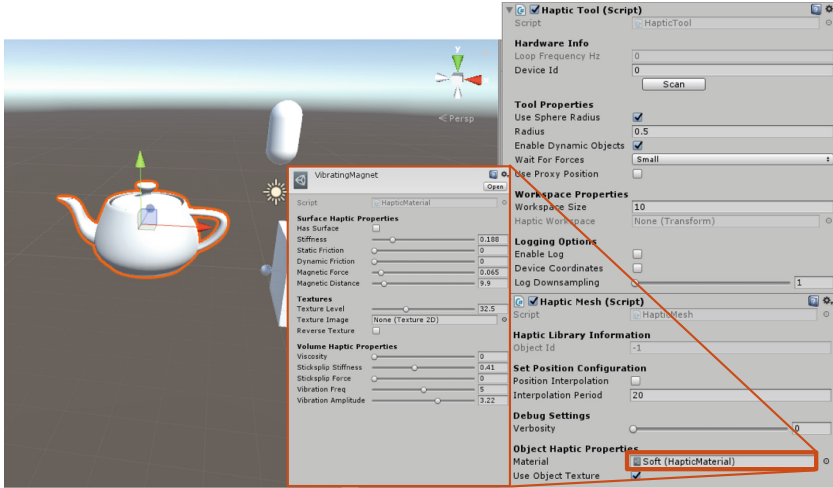 Haptic Tool (Script)
Script HapticTool
Hardware Info
Loop Frequency Hz 0
Device Id 0
Scan
Tool Properties
Use Sphere Radius
Radius 0.5
Enable Dynamic Objects
Wait For Forces Small
Use Proxy Position
Workspace Properties
Workspace Size 10
Haptic Workspace None (Transform)
Logging Options
Enable Log
Device Coordinates
Log Downsampling 1
Haptic Mesh (Script)
Script HapticMesh
Haptic Library Information
Object Id -1
Set Position Configuration
Position Interpolation
Interpolation Period 20
Debug Settings
Verbosity 0
Object Haptic Properties
Material Soft (HapticMaterial)
Use Object Texture
y
< Persp
VibratingMagnet
Open
Script HapticMaterial
Surface Haptic Properties
Has Surface
Stiffness 0.188
Static Friction 0
Dynamic Friction 0
Magnetic Force 0.065
Magnetic Distance 9.9
Textures
Texture Level 32.5
Texture Image None (Texture 2D)
Reverse Texture
Volume Haptic Properties
Viscosity 0
Sticksplip Stiffness 0.41
Stickslip Force 0
Vibration Freq 5
Vibration Amplitude 3.22